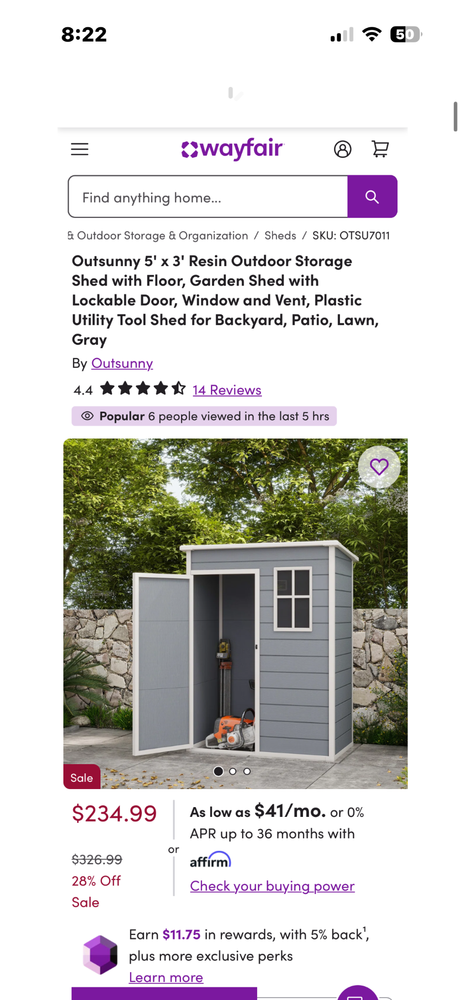 8:22
50
wayfair
Find anything home...
& Outdoor Storage & Organization / Sheds / SKU: OTSU7011
Outsunny 5' x 3' Resin Outdoor Storage
Shed with Floor, Garden Shed with
Lockable Door, Window and Vent, Plastic
Utility Tool Shed for Backyard, Patio, Lawn,
Gray
By Outsunny
4.4 14 Reviews
Popular 6 people viewed in the last 5 hrs
Sale
$234.99
$326.99
28% Off
Sale
or
As low as $41/mo. or 0%
APR up to 36 months with
affirm
Check your buying power
Earn $11.75 in rewards, with 5% back¹,
plus more exclusive perks
Learn more